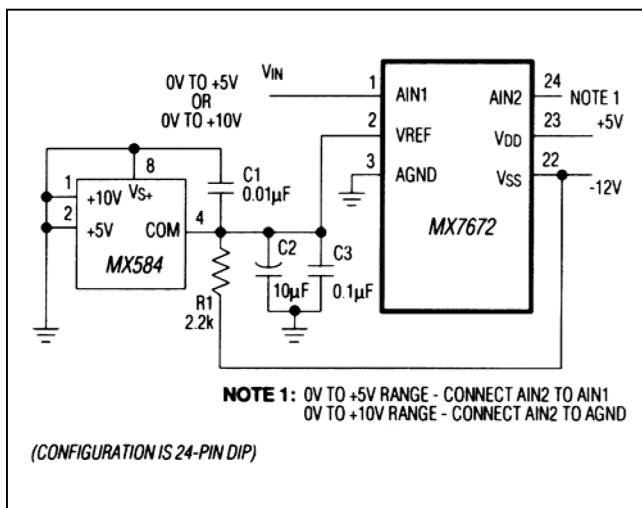 0V TO +5V
OR
0V TO +10V
VIN
1
AIN1
AIN2
24
NOTE 1
2
VREF
VDD
23
+5V
3
AGND
VSS
22
-12V
MX7672
8
VS+
1
+10V
2
+5V
COM
4
MX584
C1
0.01µF
C2
10µF
C3
0.1µF
R1
2.2k
NOTE 1: 0V TO +5V RANGE - CONNECT AIN2 TO AIN1
0V TO +10V RANGE - CONNECT AIN2 TO AGND
(CONFIGURATION IS 24-PIN DIP)